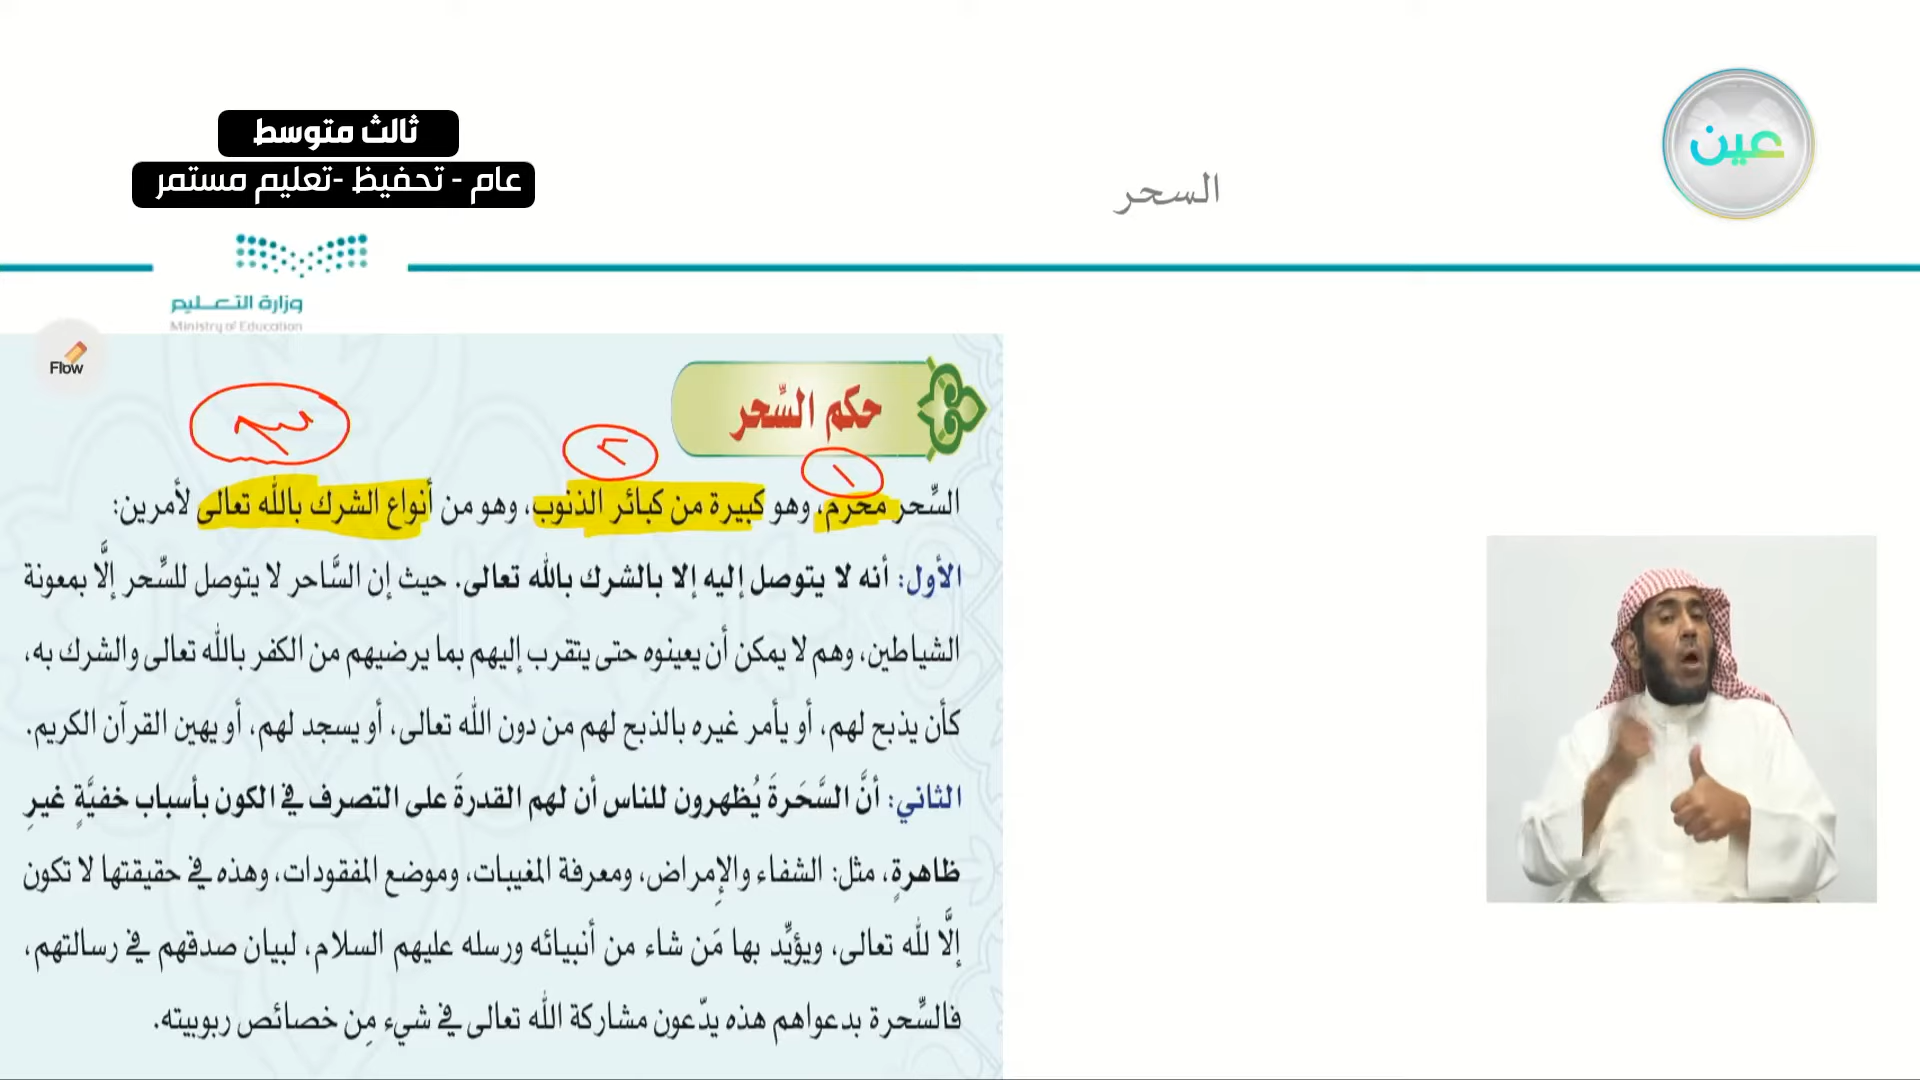 ثالث متوسط
عام - تحفيظ -تعليم مستمر
عين
السحر
وزارة التعليم
Ministry of Education
Flow
حكم السِّحر
٣
٢
١
السِّحر محرم، وهو كبيرة من كبائر الذنوب، وهو من أنواع الشرك بالله تعالى لأمرين:
الأول: أنه لا يتوصل إليه إلا بالشرك بالله تعالى. حيث إن السَّاحر لا يتوصل للسِّحر إلَّا بمعونة
الشياطين، وهم لا يمكن أن يعينوه حتى يتقرب إليهم بما يرضيهم من الكفر بالله تعالى والشرك به،
كأن يذبح لهم، أو يأمر غيره بالذبح لهم من دون الله تعالى، أو يسجد لهم، أو يهين القرآن الكريم.
الثاني: أنَّ السَّحَرةَ يُظهرون للناس أن لهم القدرةَ على التصرف في الكون بأسباب خفيَّةٍ غيرِ
ظاهرةٍ، مثل: الشفاء والإمراض، ومعرفة المغيبات، وموضع المفقودات، وهذه في حقيقتها لا تكون
إلَّا لله تعالى، ويؤيِّد بها مَن شاء من أنبيائه ورسله عليهم السلام، لبيان صدقهم في رسالتهم،
فالسَّحرة بدعواهم هذه يدّعون مشاركة الله تعالى في شيء مِن خصائص ربوبيته.